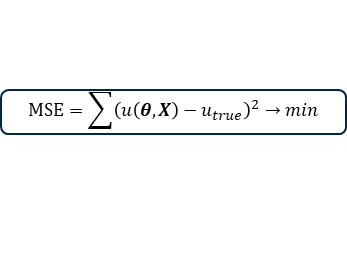 MSE = ∑(u(θ,X) − u_true)² → min